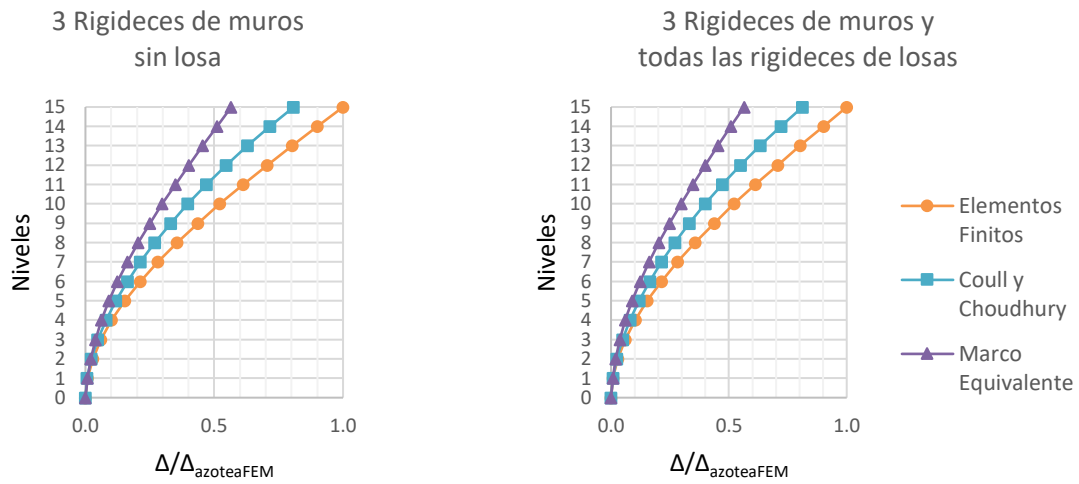 3 Rigideces de muros
sin losa
Niveles
15
14
13
12
11
10
9
8
7
6
5
4
3
2
1
0
0.0 0.5 1.0
Δ/ΔazoteaFEM
3 Rigideces de muros y
todas las rigideces de losas
Niveles
15
14
13
12
11
10
9
8
7
6
5
4
3
2
1
0
0.0 0.5 1.0
Δ/ΔazoteaFEM
Elementos
Finitos
Coull y
Choudhury
Marco
Equivalente